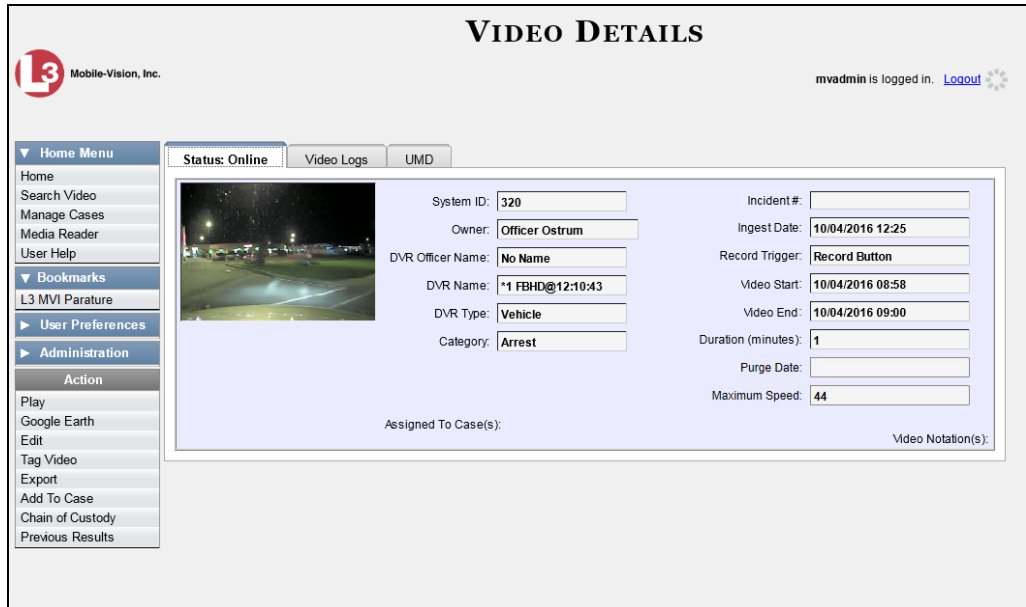 VIDEO DETAILS
L3 Mobile-Vision, Inc.
mvadmin is logged in. Logout
▼ Home Menu
Home
Search Video
Manage Cases
Media Reader
User Help
▼ Bookmarks
L3 MVI Parature
▶ User Preferences
▶ Administration
Action
Play
Google Earth
Edit
Tag Video
Export
Add To Case
Chain of Custody
Previous Results
Status: Online Video Logs UMD
System ID: 320
Owner: Officer Ostrum
DVR Officer Name: No Name
DVR Name: *1 FBHD@12:10:43
DVR Type: Vehicle
Category: Arrest
Assigned To Case(s):
Incident #:
Ingest Date: 10/04/2016 12:25
Record Trigger: Record Button
Video Start: 10/04/2016 08:58
Video End: 10/04/2016 09:00
Duration (minutes): 1
Purge Date:
Maximum Speed: 44
Video Notation(s):